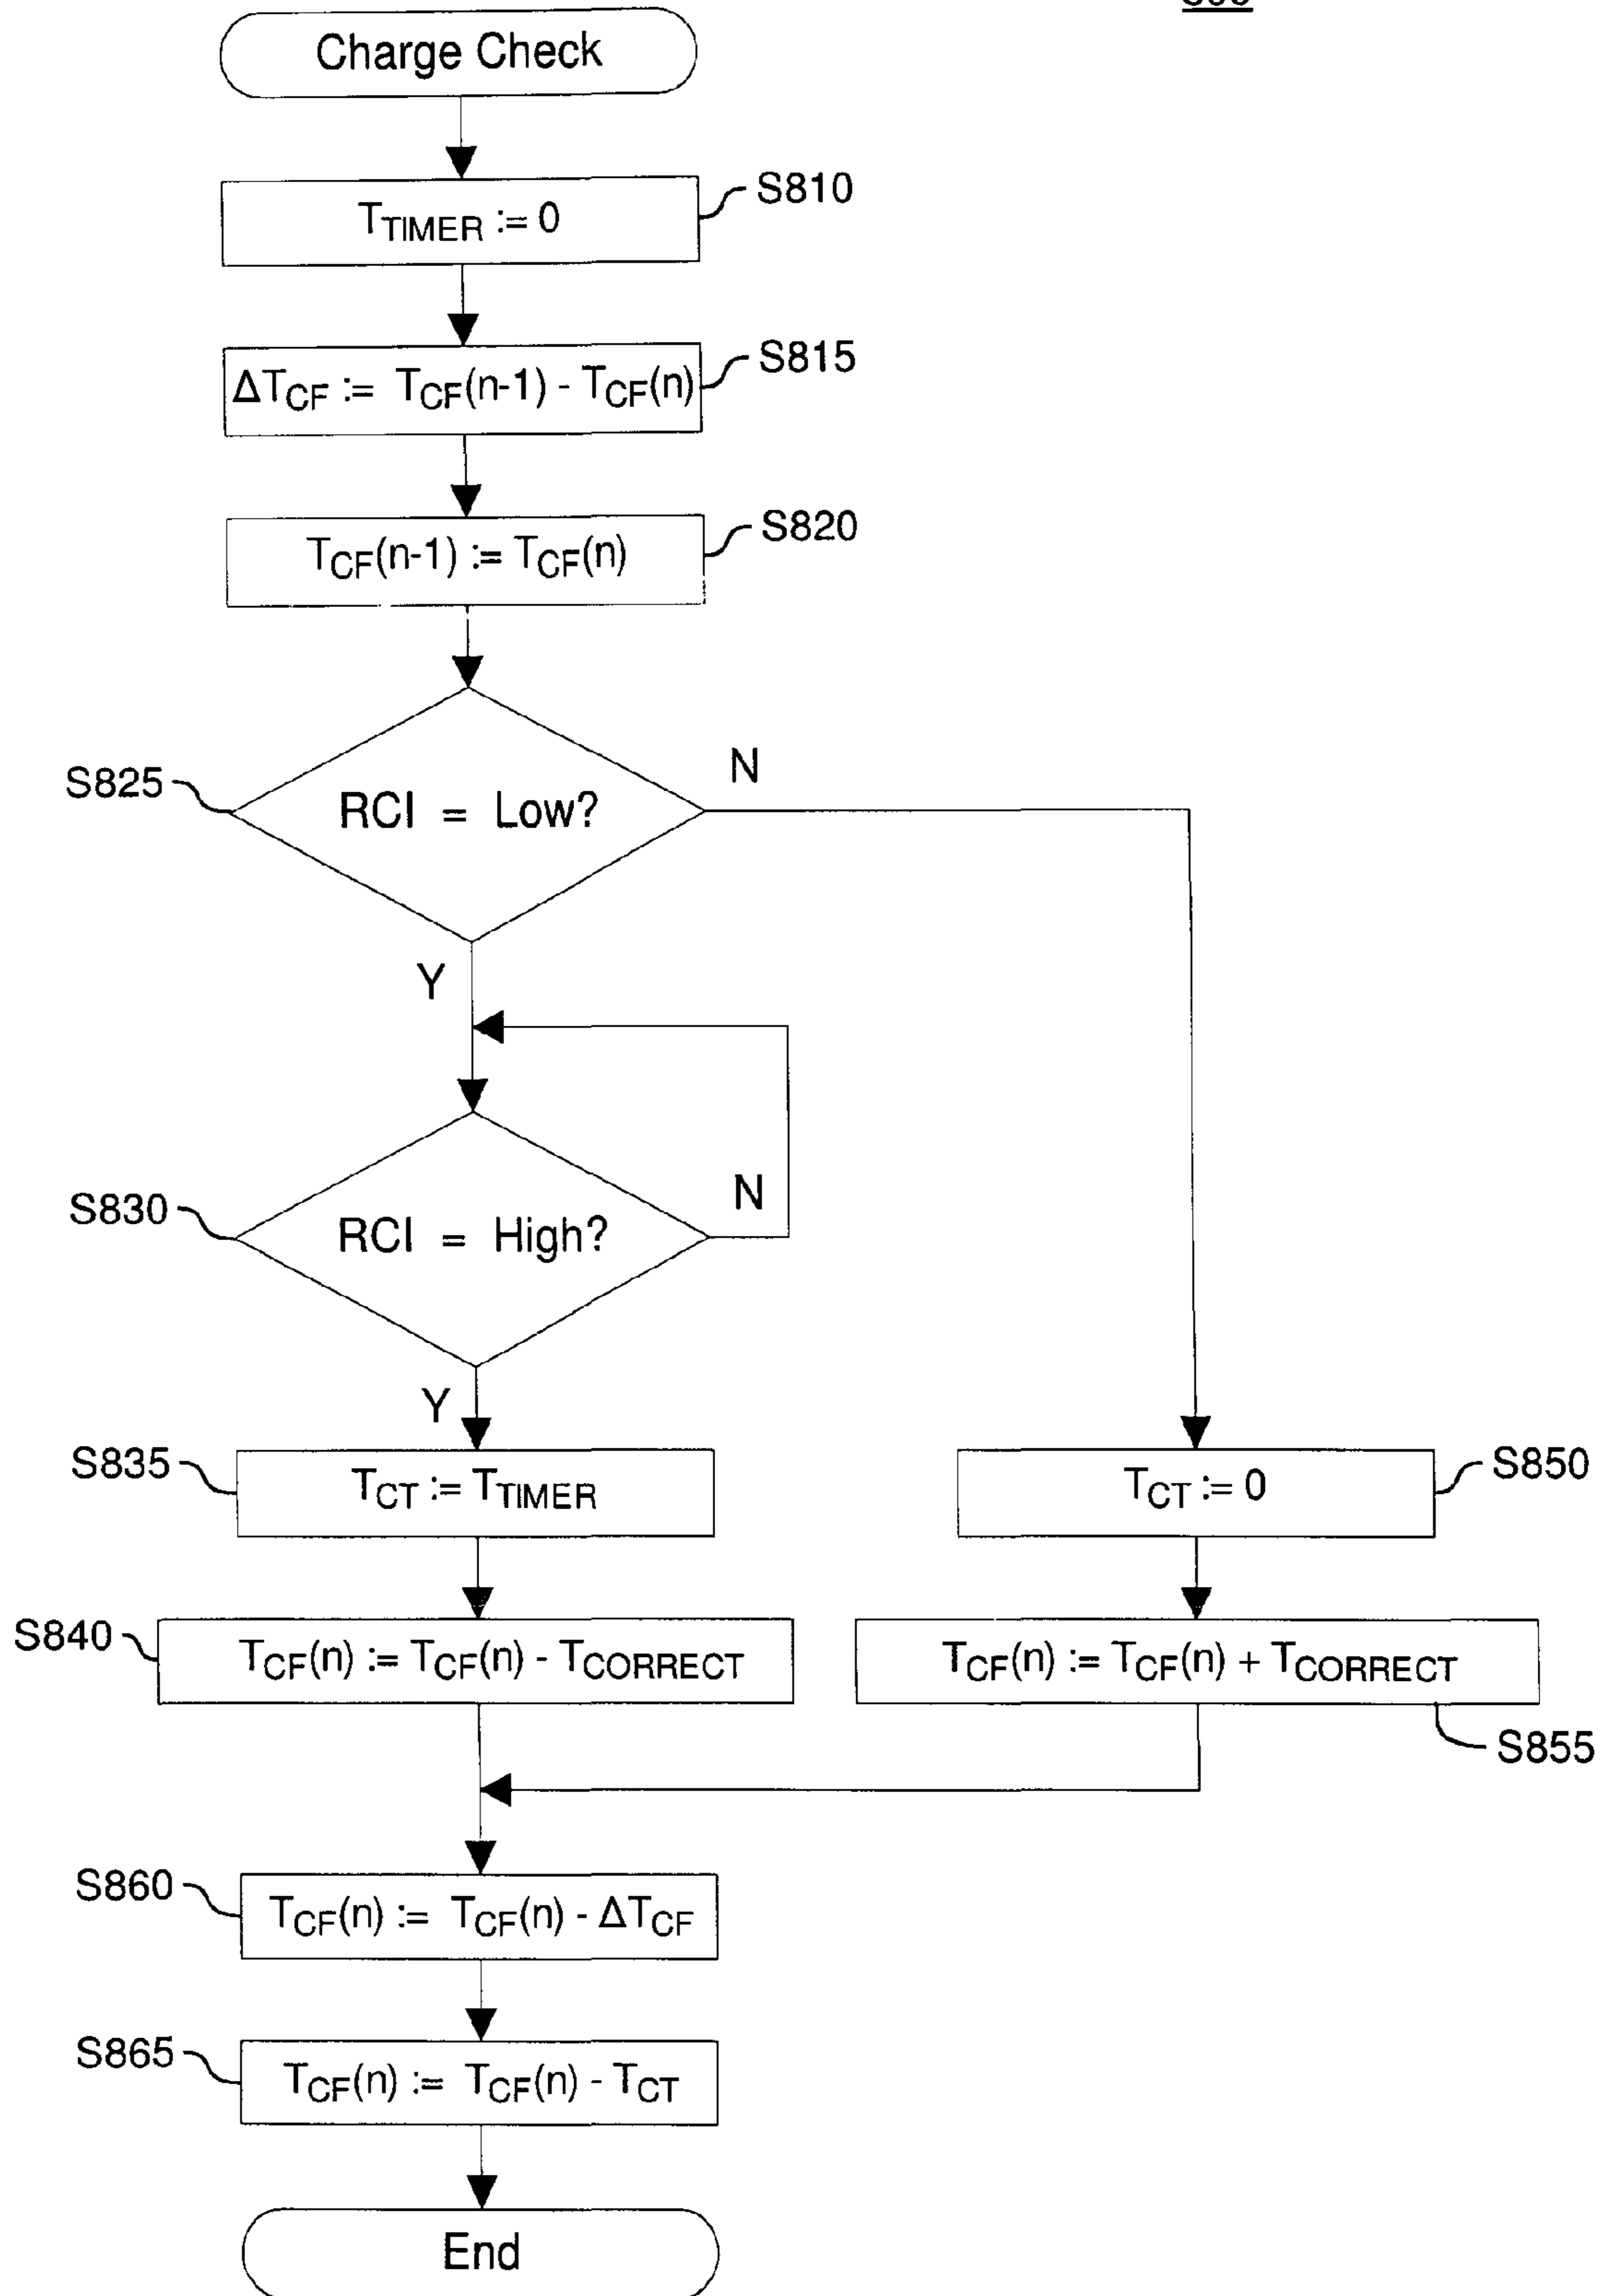 Charge Check
S810
TTIMER := 0
S815
ΔTCF := TCF(n-1) - TCF(n)
S820
TCF(n-1) := TCF(n)
S825
RCI = Low?
N
Y
S830
RCI = High?
N
Y
S835
TCT := TTIMER
S850
TCT := 0
S840
TCF(n) := TCF(n) - TCORRECT
TCF(n) := TCF(n) + TCORRECT
S855
S860
TCF(n) := TCF(n) - ΔTCF
S865
TCF(n) := TCF(n) - TCT
End